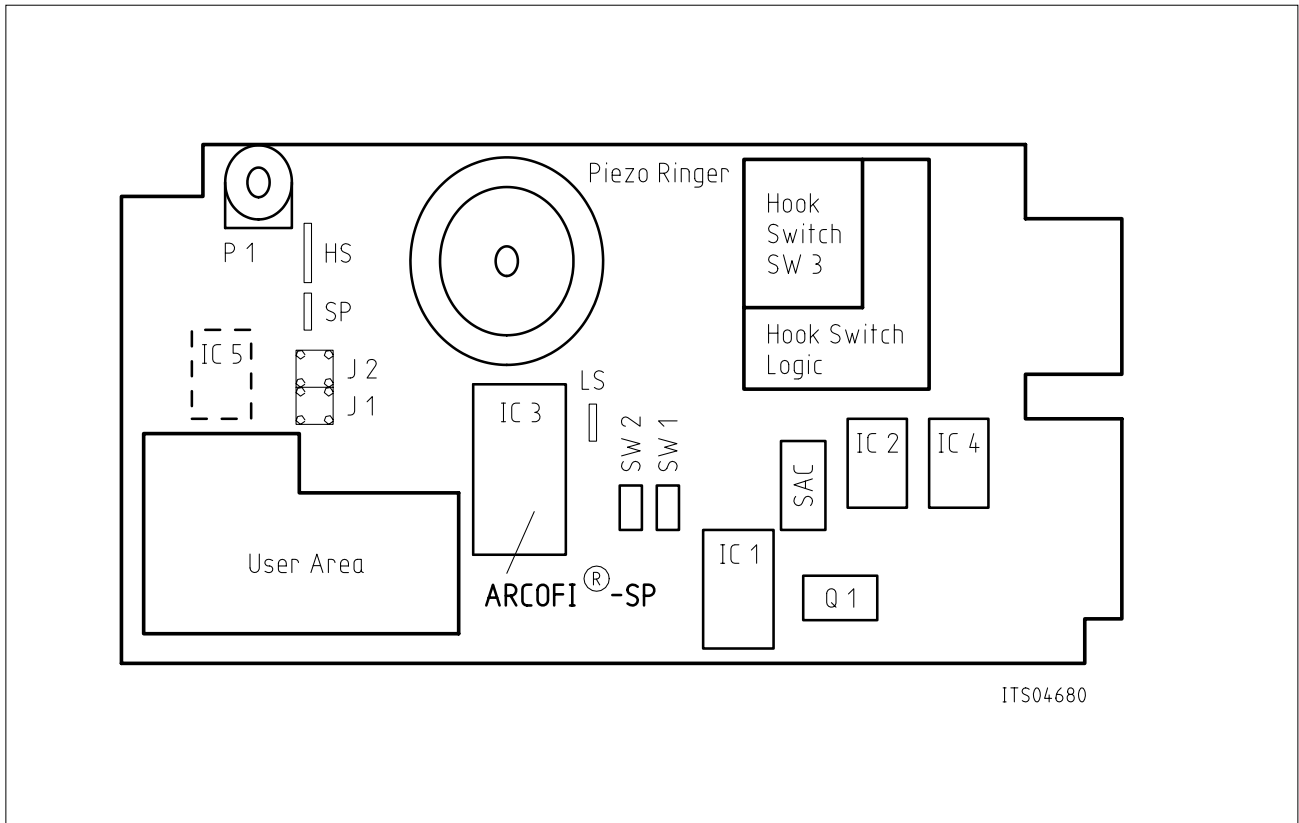 Piezo Ringer
Hook
Switch
SW 3
Hook Switch
Logic
P 1
HS
SP
IC 5
J 2
J 1
LS
IC 3
SW 2
SW 1
SAC
IC 2
IC 4
User Area
ARCOFI®-SP
IC 1
Q 1
ITS04680